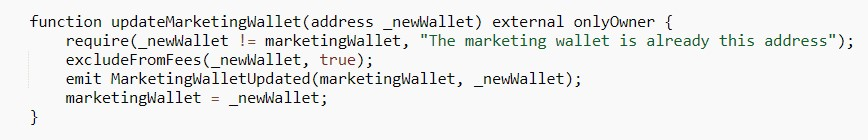 function updateMarketingWallet(address _newWallet) external onlyOwner {
    require(_newWallet != marketingWallet, "The marketing wallet is already this address");
    excludeFromFees(_newWallet, true);
    emit MarketingWalletUpdated(marketingWallet, _newWallet);
    marketingWallet = _newWallet;
}